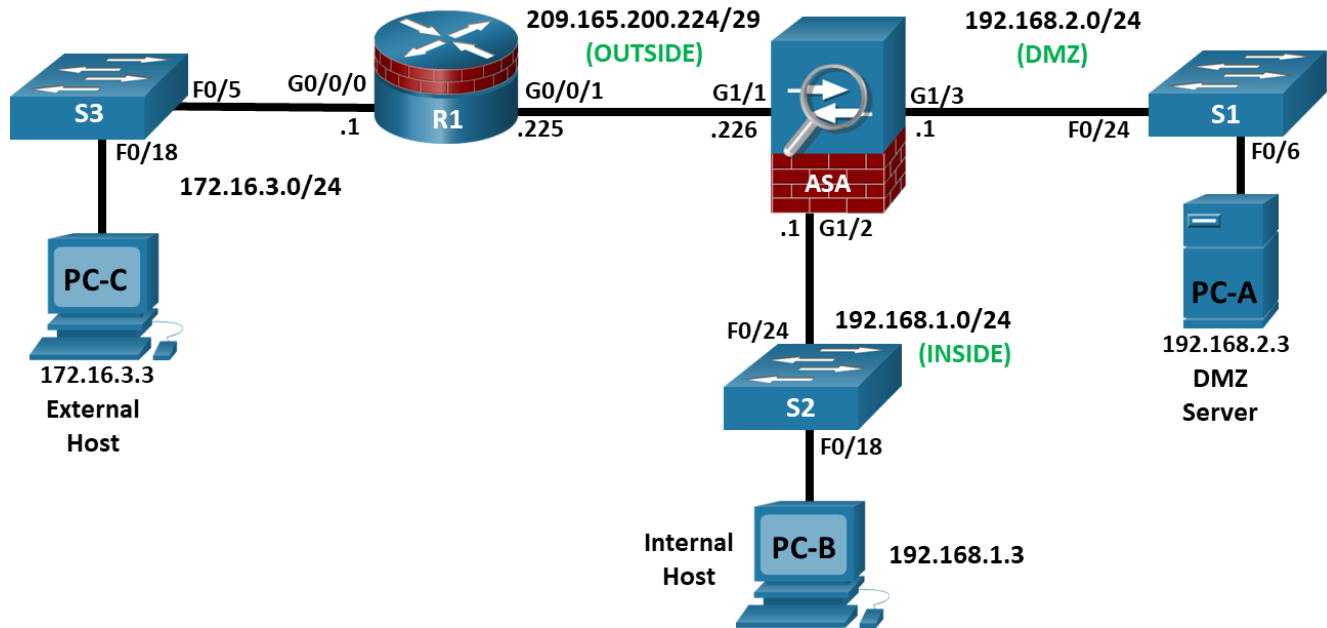 209.165.200.224/29
(OUTSIDE)
192.168.2.0/24
(DMZ)
S3
F0/5
G0/0/0
.1
R1
G0/0/1
.225
G1/1
.226
ASA
G1/3
.1
F0/24
S1
F0/18
172.16.3.0/24
F0/6
.1
G1/2
PC-C
172.16.3.3
External
Host
PC-A
192.168.2.3
DMZ
Server
F0/24
192.168.1.0/24
(INSIDE)
S2
F0/18
Internal
Host
PC-B
192.168.1.3